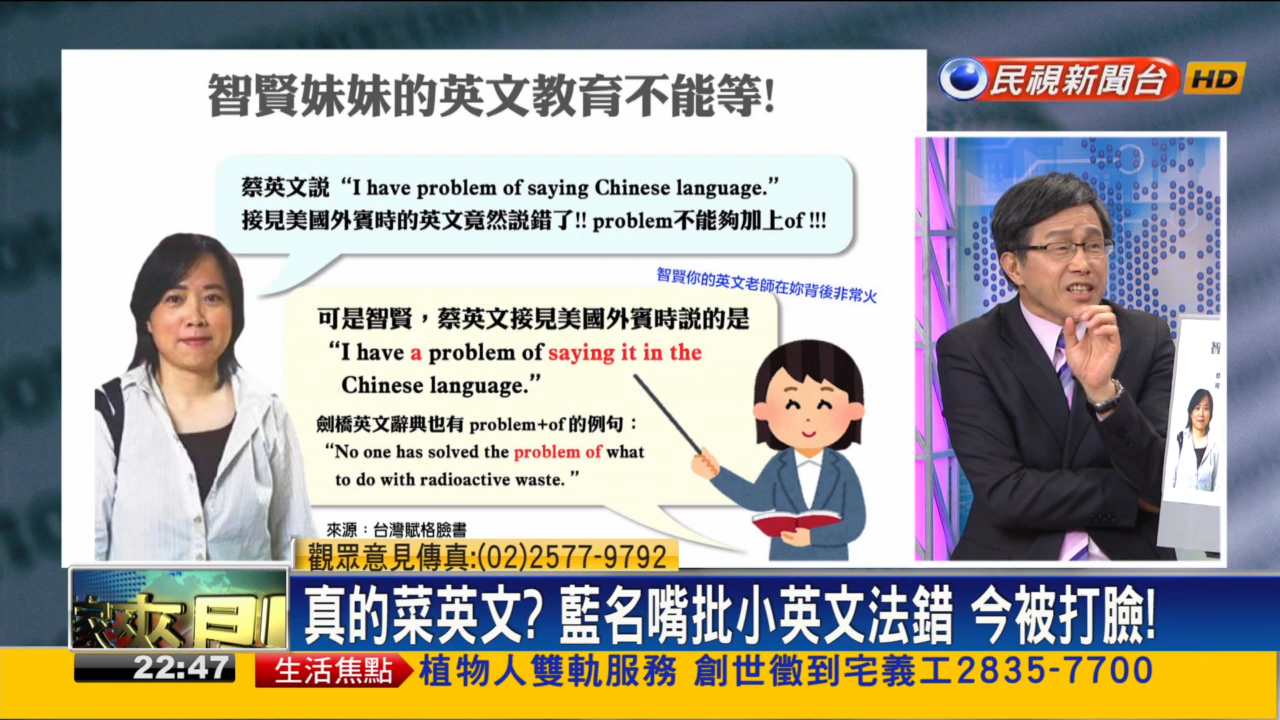 智賢妹妹的英文教育不能等!
民視新聞台 HD
蔡英文說 “I have problem of saying Chinese language.”
接見美國外賓時的英文竟然說錯了!! problem不能夠加上of !!!
智賢你的英文老師在妳背後非常火
可是智賢，蔡英文接見美國外賓時說的是
“I have a problem of saying it in the
Chinese language.”
劍橋英文辭典也有 problem+of 的例句：
“No one has solved the problem of what
to do with radioactive waste. ”
來源：台灣賦格臉書
智
觀眾意見傳真:(02)2577-9792
真的菜英文? 藍名嘴批小英文法錯 今被打臉!
22:47
生活焦點
植物人雙軌服務 創世徵到宅義工2835-7700